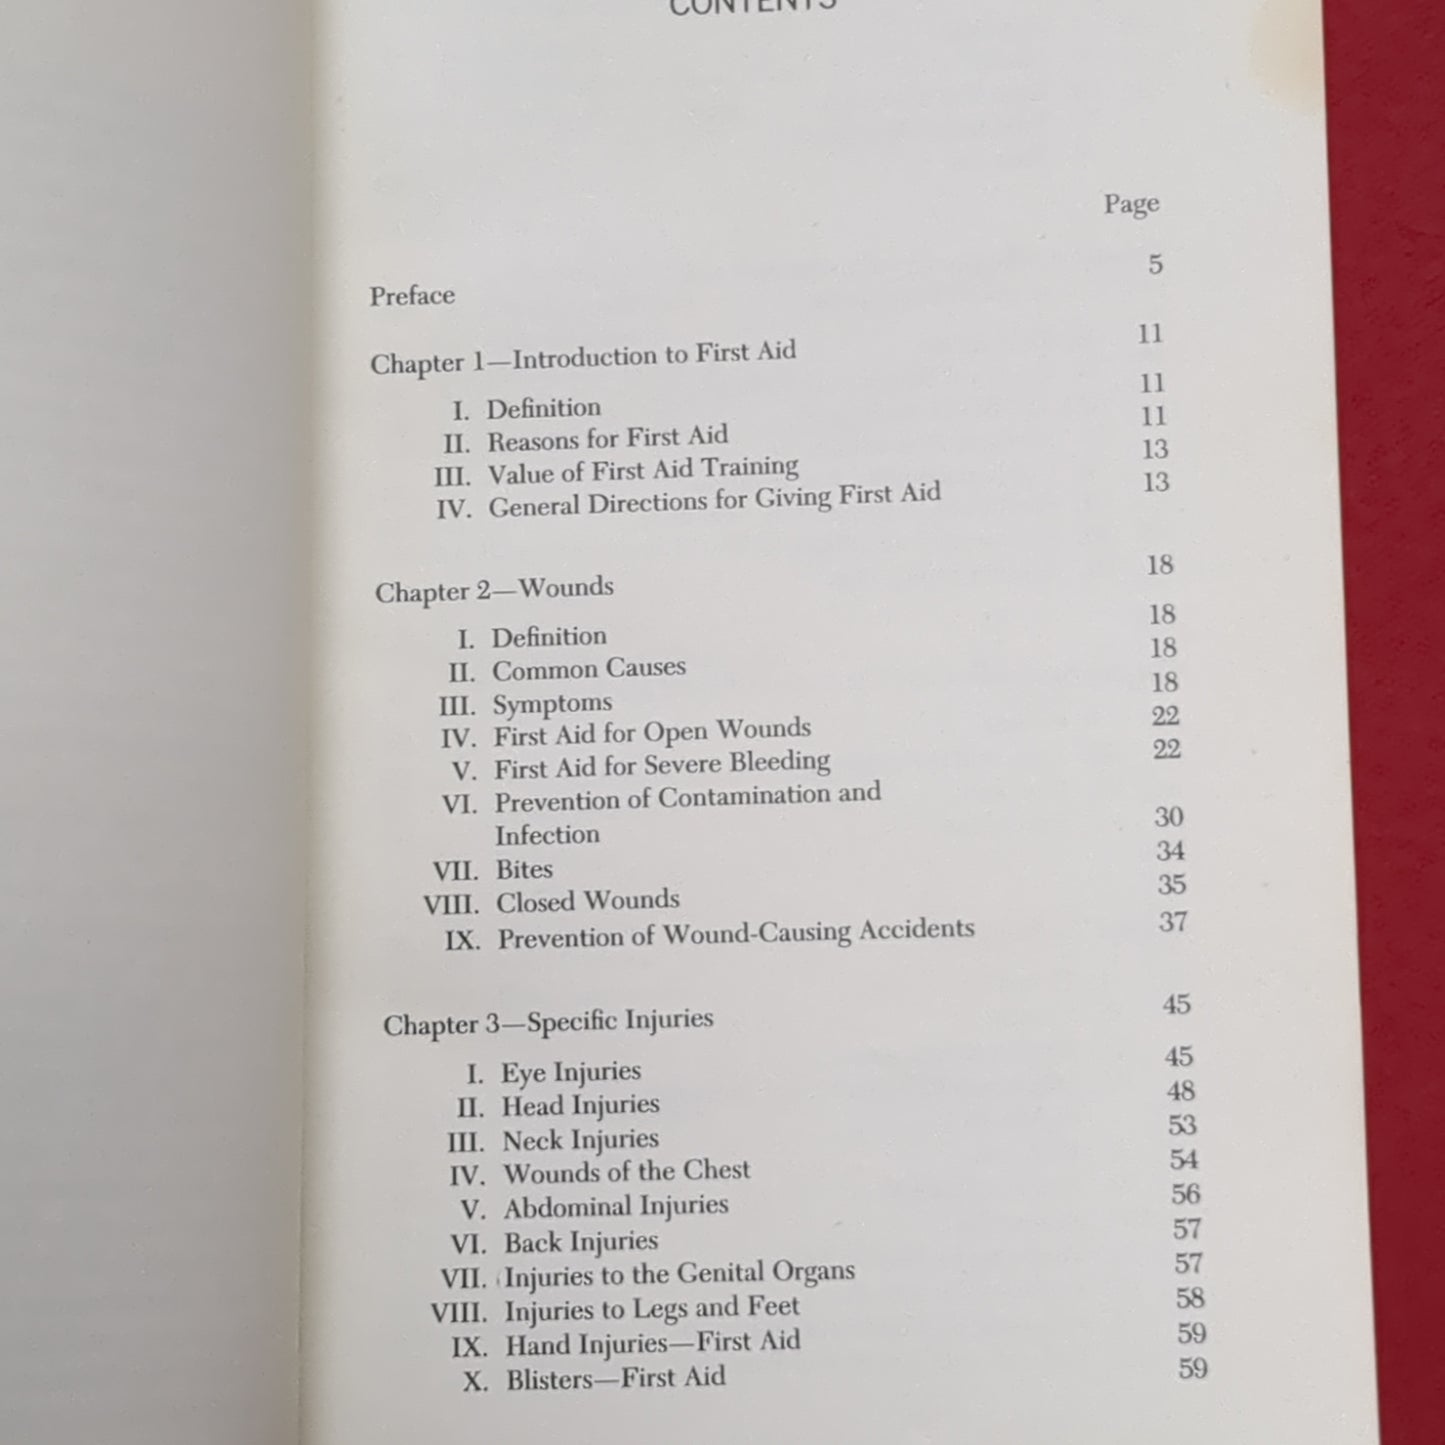 CONTENTS
Page
Preface 5
Chapter 1—Introduction to First Aid 11
I. Definition 11
II. Reasons for First Aid 11
III. Value of First Aid Training 13
IV. General Directions for Giving First Aid 13
Chapter 2—Wounds 18
I. Definition 18
II. Common Causes 18
III. Symptoms 18
IV. First Aid for Open Wounds 22
V. First Aid for Severe Bleeding 22
VI. Prevention of Contamination and
Infection 30
VII. Bites 34
VIII. Closed Wounds 35
IX. Prevention of Wound-Causing Accidents 37
Chapter 3—Specific Injuries 45
I. Eye Injuries 45
II. Head Injuries 48
III. Neck Injuries 53
IV. Wounds of the Chest 54
V. Abdominal Injuries 56
VI. Back Injuries 57
VII. Injuries to the Genital Organs 57
VIII. Injuries to Legs and Feet 58
IX. Hand Injuries—First Aid 59
X. Blisters—First Aid 59